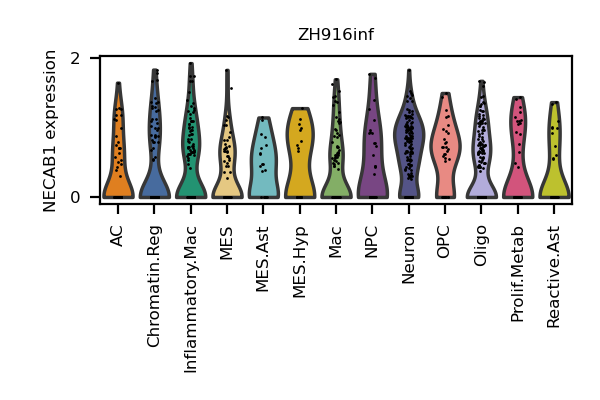 ZH916inf
NECAB1 expression
2
0
AC
Chromatin.Reg
Inflammatory.Mac
MES
MES.Ast
MES.Hyp
Mac
NPC
Neuron
OPC
Oligo
Prolif.Metab
Reactive.Ast